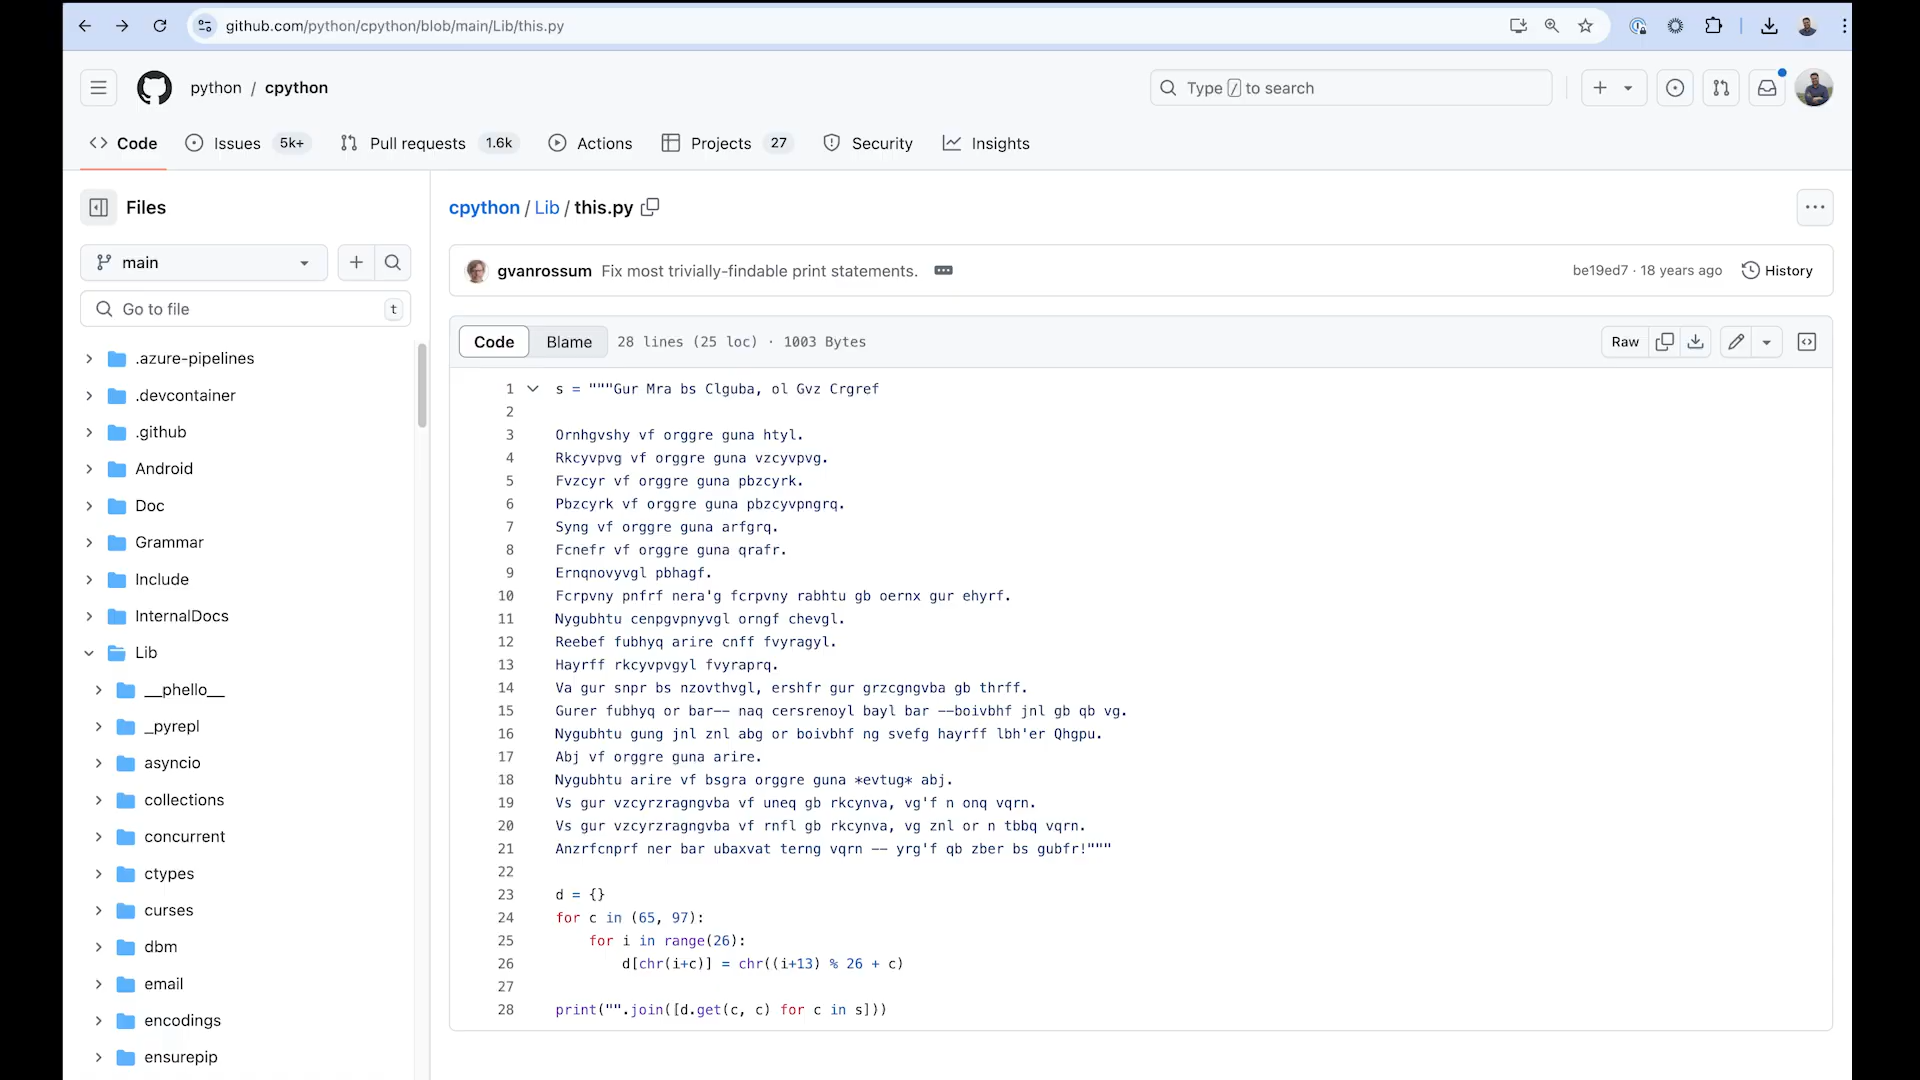 github.com/python/cpython/blob/main/Lib/this.py
python / cpython
Type / to search
Code
Issues 5k+
Pull requests 1.6k
Actions
Projects 27
Security
Insights
Files
cpython / Lib / this.py
main
gvanrossum Fix most trivially-findable print statements.
be19ed7 · 18 years ago
History
Go to file t
Code Blame 28 lines (25 loc) · 1003 Bytes
Raw
.azure-pipelines
.devcontainer
.github
Android
Doc
Grammar
Include
InternalDocs
Lib
__phello__
_pyrepl
asyncio
collections
concurrent
ctypes
curses
dbm
email
encodings
ensurepip
1 s = """Gur Mra bs Clguba, ol Gvz Crgref
2
3 Ornhgvshy vf orggre guna htyl.
4 Rkcyvpvg vf orggre guna vzcyvpvg.
5 Fvzcyr vf orggre guna pbzcyrk.
6 Pbzcyrk vf orggre guna pbzcyvpngrq.
7 Syng vf orggre guna arfgrq.
8 Fcnefr vf orggre guna qrafr.
9 Ernqnovyvgl pbhagf.
10 Fcrpvny pnfrf nera'g fcrpvny rabhtu gb oernx gur ehyrf.
11 Nygubhtu cenpgvpnyvgl orngf chevgl.
12 Reebef fubhyq arire cnff fvyragyl.
13 Hayrff rkcyvpvgyl fvyraprq.
14 Va gur snpr bs nzovthvgl, ershfr gur grzcgngvba gb thrff.
15 Gurer fubhyq or bar-- naq cersrenoyl bayl bar --boivbhf jnl gb qb vg.
16 Nygubhtu gung jnl znl abg or boivbhf ng svefg hayrff lbh'er Qhgpu.
17 Abj vf orggre guna arire.
18 Nygubhtu arire vf bsgra orggre guna *evtug* abj.
19 Vs gur vzcyrzragngvba vf uneq gb rkcynva, vg'f n onq vqrn.
20 Vs gur vzcyrzragngvba vf rnfl gb rkcynva, vg znl or n tbbq vqrn.
21 Anzrfcnprf ner bar ubaxvat terng vqrn -- yrg'f qb zber bs gubfr!"""
22
23 d = {}
24 for c in (65, 97):
25 for i in range(26):
26 d[chr(i+c)] = chr((i+13) % 26 + c)
27
28 print("".join([d.get(c, c) for c in s]))